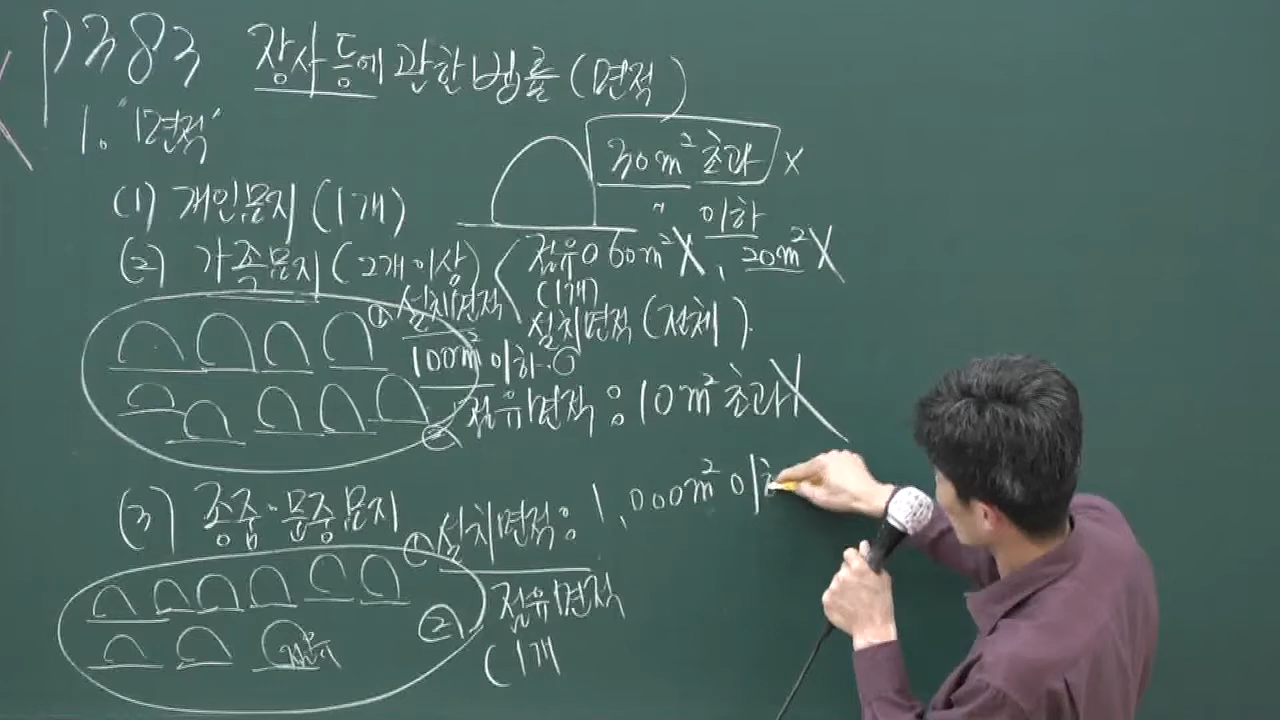 P383 장사 등에 관한 법률 (면적)
1. "면적"
30m² 초과 X
(1) 개인묘지 (1개)
" 이하
(2) 가족묘지 (2개 이상)
점유 60m² X, 20m² X
(1개)
① 설치면적
설치면적 (전체).
100m² 이하. O
② 점유면적 : 10m² 초과 X
(3) 종중·문중묘지
① 설치면적 : 1,000m² 이
② 점유면적
(1개